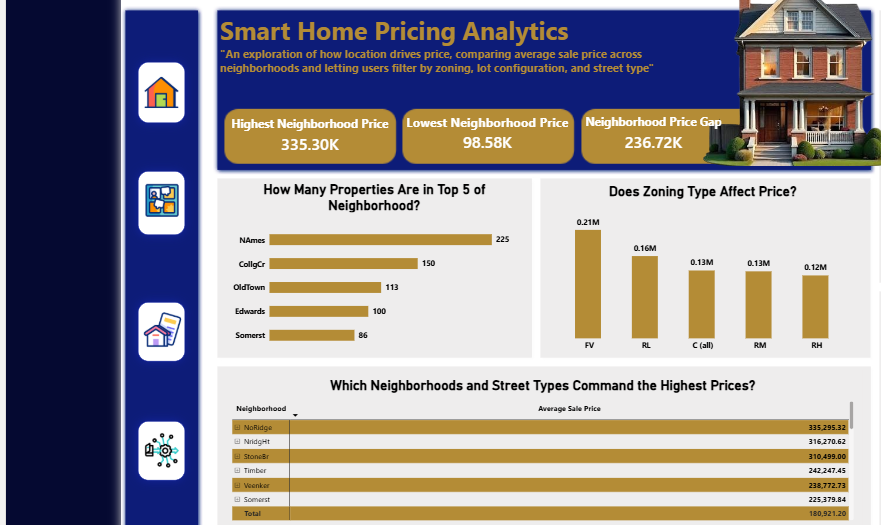 Smart Home Pricing Analytics
"An exploration of how location drives price, comparing average sale price across
neighborhoods and letting users filter by zoning, lot configuration, and street type"
Highest Neighborhood Price
335.30K
Lowest Neighborhood Price
98.58K
Neighborhood Price Gap
236.72K
How Many Properties Are in Top 5 of
Neighborhood?
NAmes 225
CollgCr 150
OldTown 113
Edwards 100
Somerst 86
Does Zoning Type Affect Price?
0.21M 0.16M 0.13M 0.13M 0.12M
FV RL C (all) RM RH
Which Neighborhoods and Street Types Command the Highest Prices?
Neighborhood Average Sale Price
NoRidge 335,295.32
NridgHt 316,270.62
StoneBr 310,499.00
Timber 242,247.45
Veenker 238,772.73
Somerst 225,379.84
Total 180,921.20